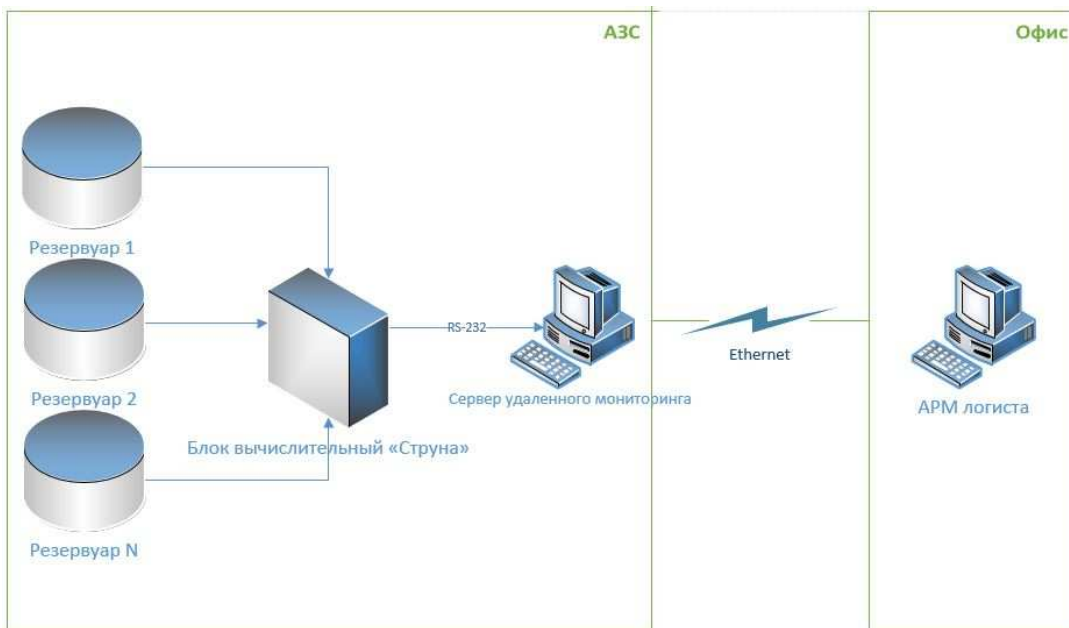 АЗС
Офис
Резервуар 1
Резервуар 2
Резервуар N
Блок вычислительный «Струна»
RS-232
Сервер удаленного мониторинга
Ethernet
АРМ логиста